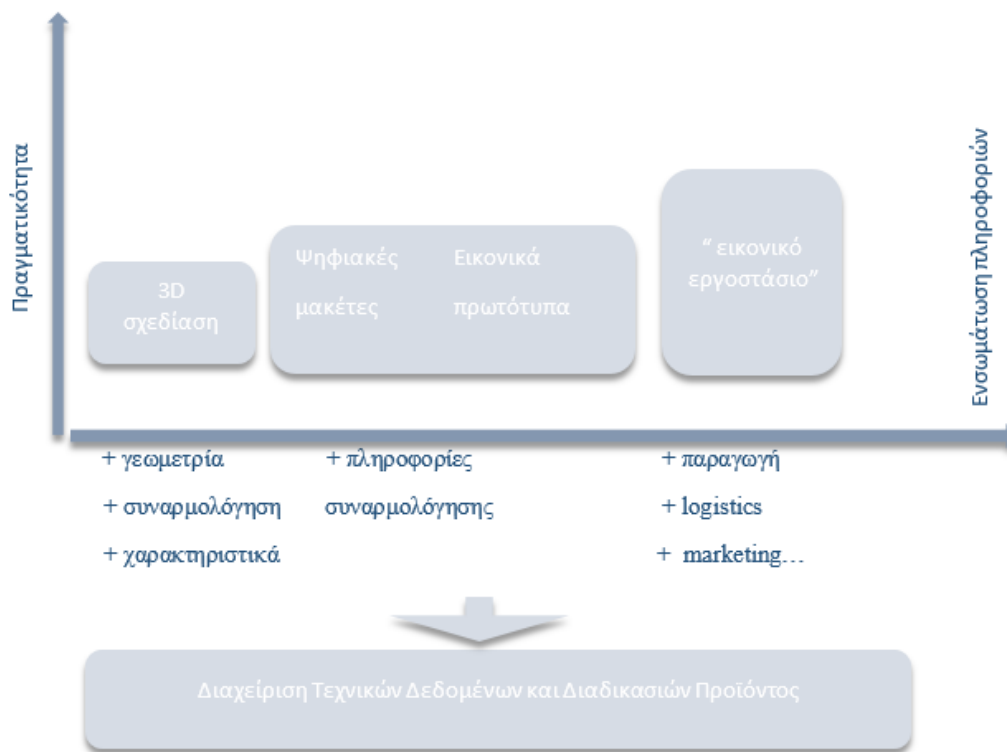 Πραγματικότητα
3D
σχεδίαση
Ψηφιακές
μακέτες
Εικονικά
πρωτότυπα
“ εικονικό
εργοστάσιο”
Ενσωμάτωση πληροφοριών
+ γεωμετρία
+ συναρμολόγηση
+ χαρακτηριστικά
+ πληροφορίες
συναρμολόγησης
+ παραγωγή
+ logistics
+ marketing…
Διαχείριση Τεχνικών Δεδομένων και Διαδικασιών Προϊόντος